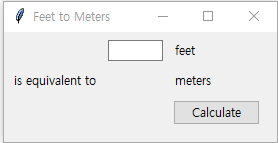 Feet to Meters
feet
is equivalent to meters
Calculate